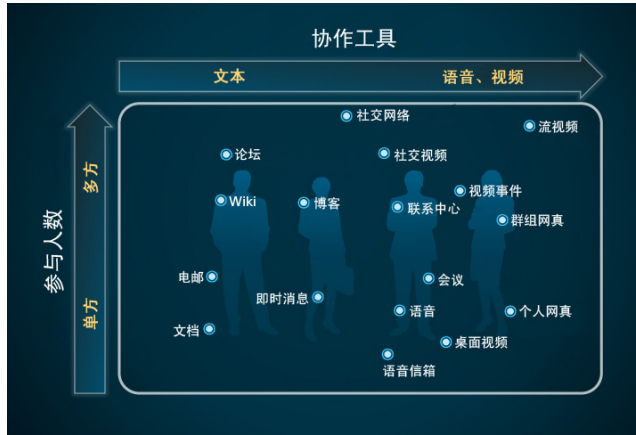 协作工具
文本
语音、视频
参与人数
多方
单方
社交网络
流视频
论坛
社交视频
视频事件
Wiki
博客
联系中心
群组网真
电邮
会议
即时消息
语音
个人网真
文档
桌面视频
语音信箱